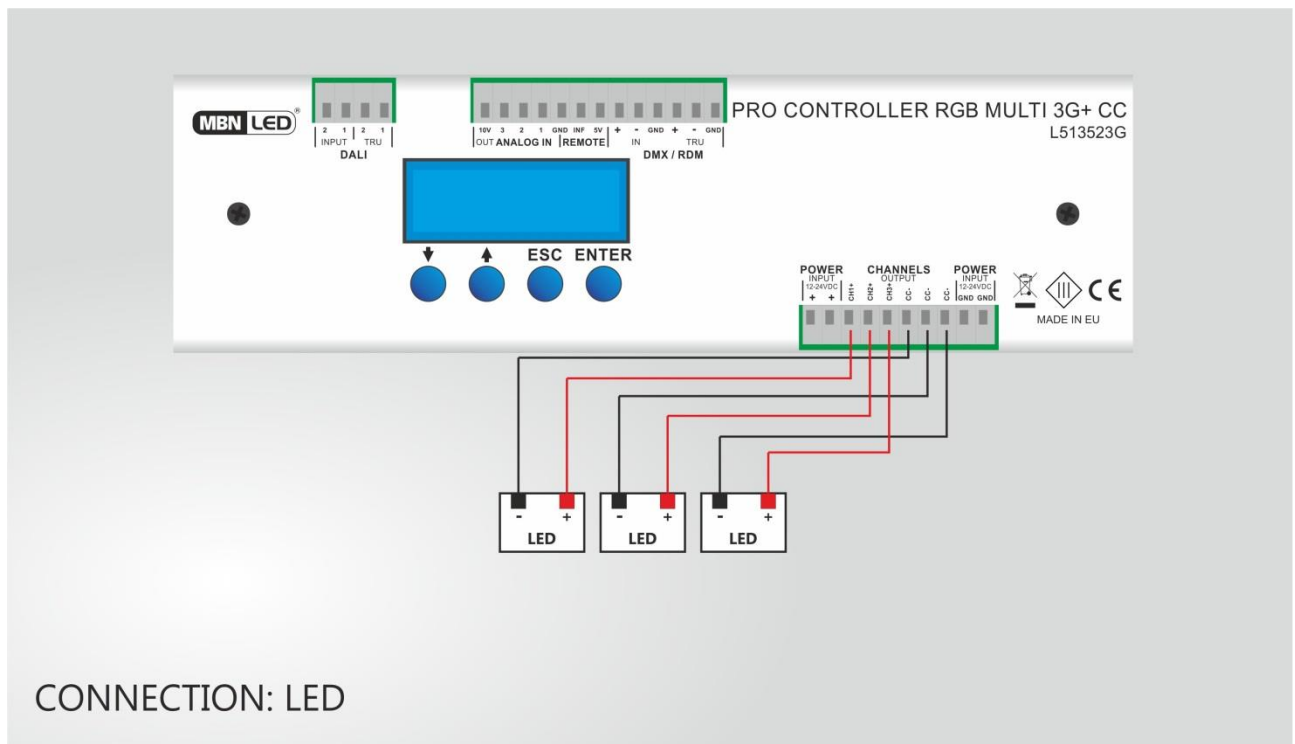 MBN LED®
2 1 2 1
INPUT TRU
DALI
10V 3 2 1 GND INF 5V + - GND + - GND
OUT ANALOG IN REMOTE IN TRU
DMX / RDM
PRO CONTROLLER RGB MULTI 3G+ CC
L513523G
ESC ENTER
POWER CHANNELS POWER
INPUT OUTPUT INPUT
12-24VDC 12-24VDC
+ + CH1+ CH2+ CH3+ CC- CC- CC- GND GND
III CE
MADE IN EU
- + - + - +
LED LED LED
CONNECTION: LED